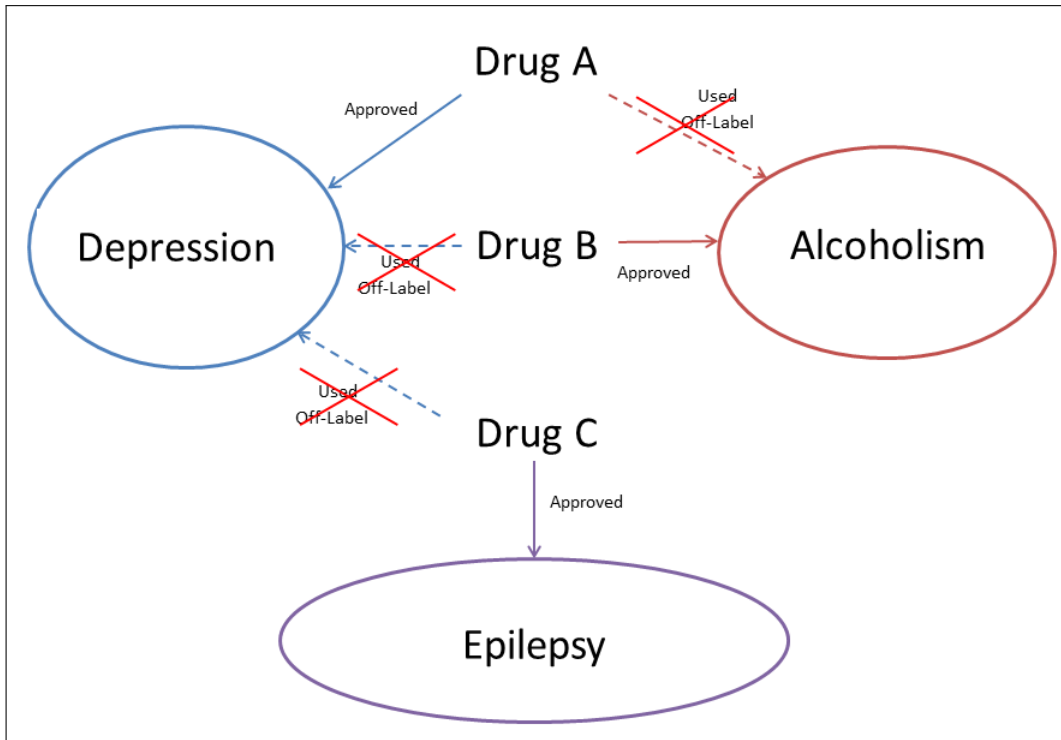 Drug A
Approved
Used
Off-Label
Depression
Used
Off-Label
Drug B
Approved
Alcoholism
Used
Off-Label
Drug C
Approved
Epilepsy